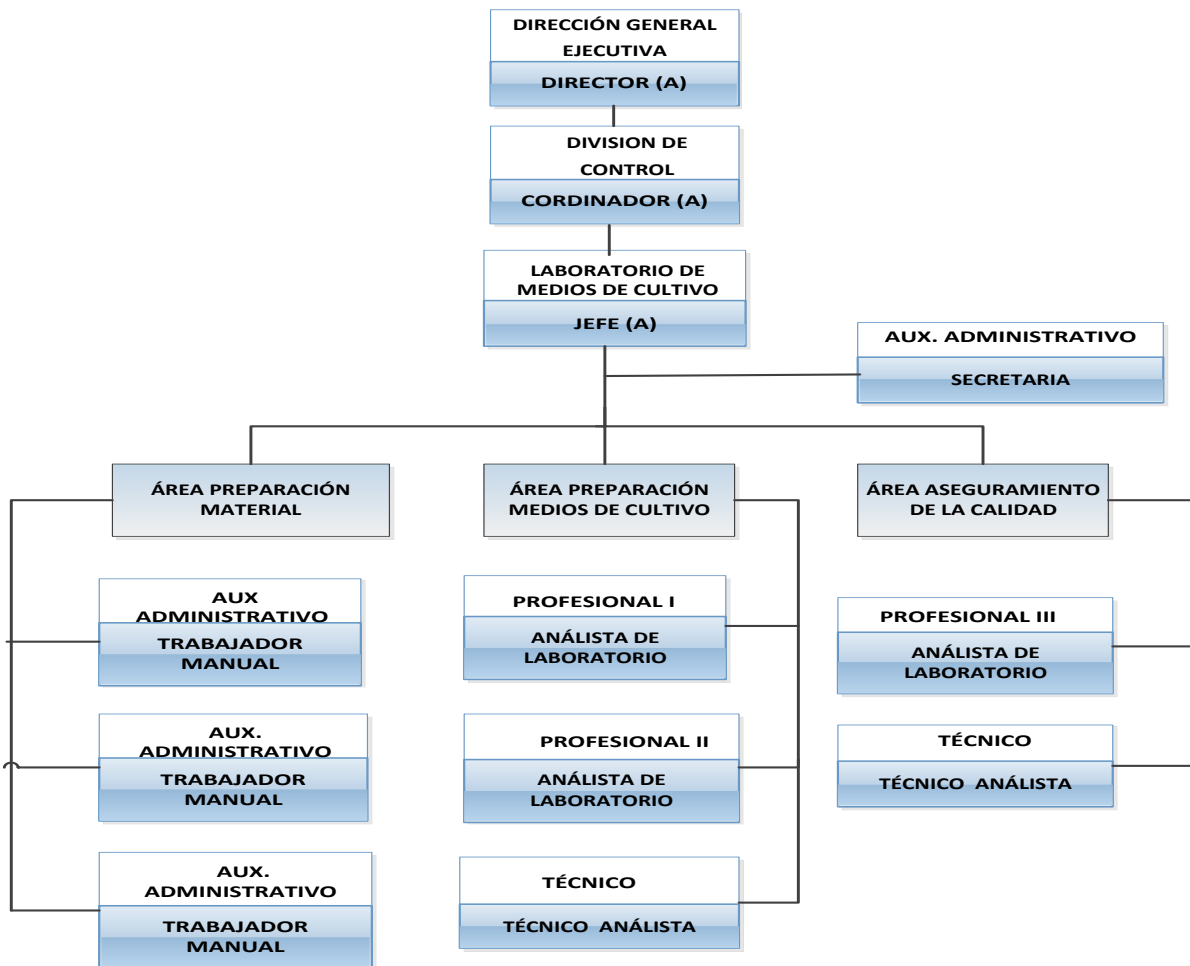 DIRECCIÓN GENERAL
EJECUTIVA
DIRECTOR (A)
DIVISION DE
CONTROL
CORDINADOR (A)
LABORATORIO DE
MEDIOS DE CULTIVO
JEFE (A)
AUX. ADMINISTRATIVO
SECRETARIA
ÁREA PREPARACIÓN
MATERIAL
ÁREA PREPARACIÓN
MEDIOS DE CULTIVO
ÁREA ASEGURAMIENTO
DE LA CALIDAD
AUX
ADMINISTRATIVO
TRABAJADOR
MANUAL
AUX.
ADMINISTRATIVO
TRABAJADOR
MANUAL
AUX.
ADMINISTRATIVO
TRABAJADOR
MANUAL
PROFESIONAL I
ANÁLISTA DE
LABORATORIO
PROFESIONAL II
ANÁLISTA DE
LABORATORIO
TÉCNICO
TÉCNICO ANÁLISTA
PROFESIONAL III
ANÁLISTA DE
LABORATORIO
TÉCNICO
TÉCNICO ANÁLISTA